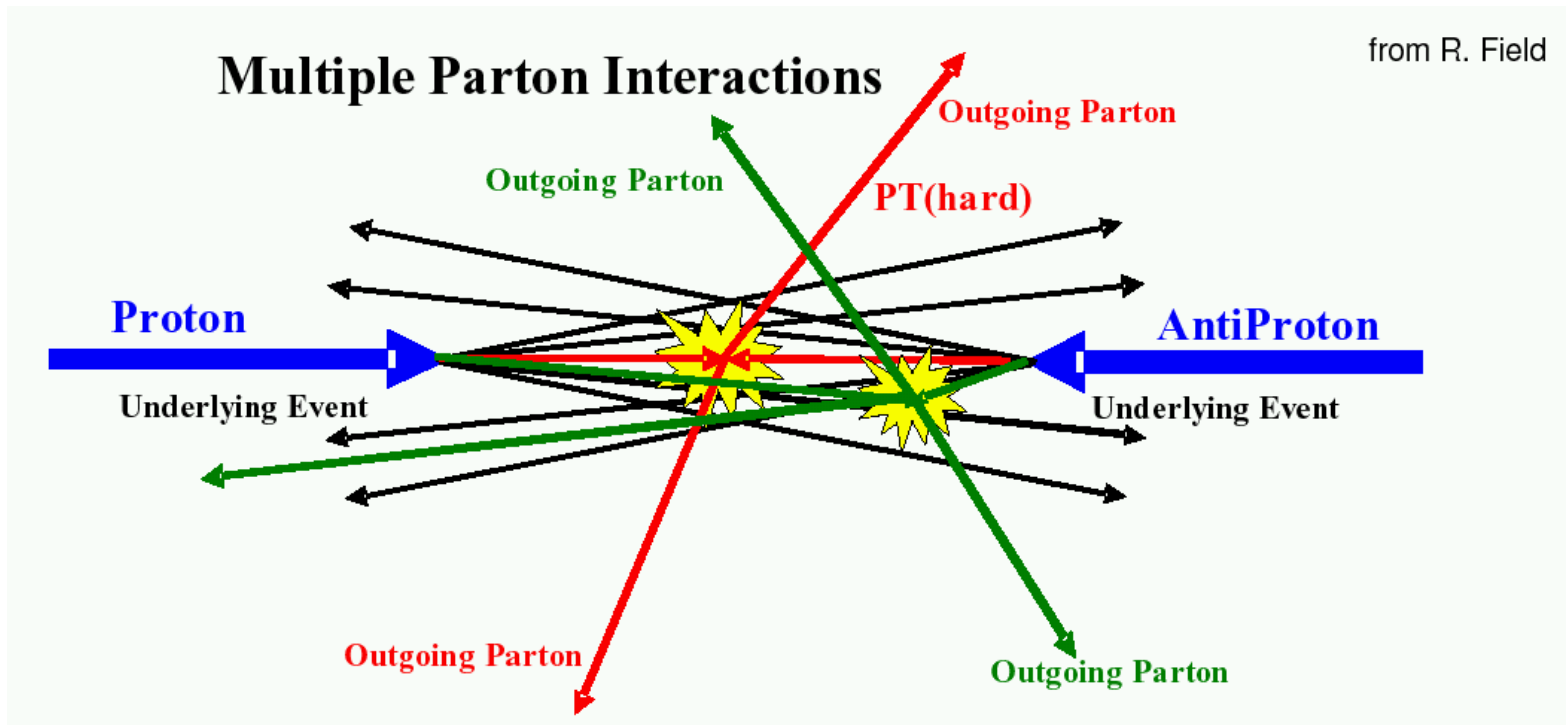 from R. Field
Multiple Parton Interactions
Outgoing Parton
Outgoing Parton
PT(hard)
Proton
AntiProton
Underlying Event
Underlying Event
Outgoing Parton
Outgoing Parton